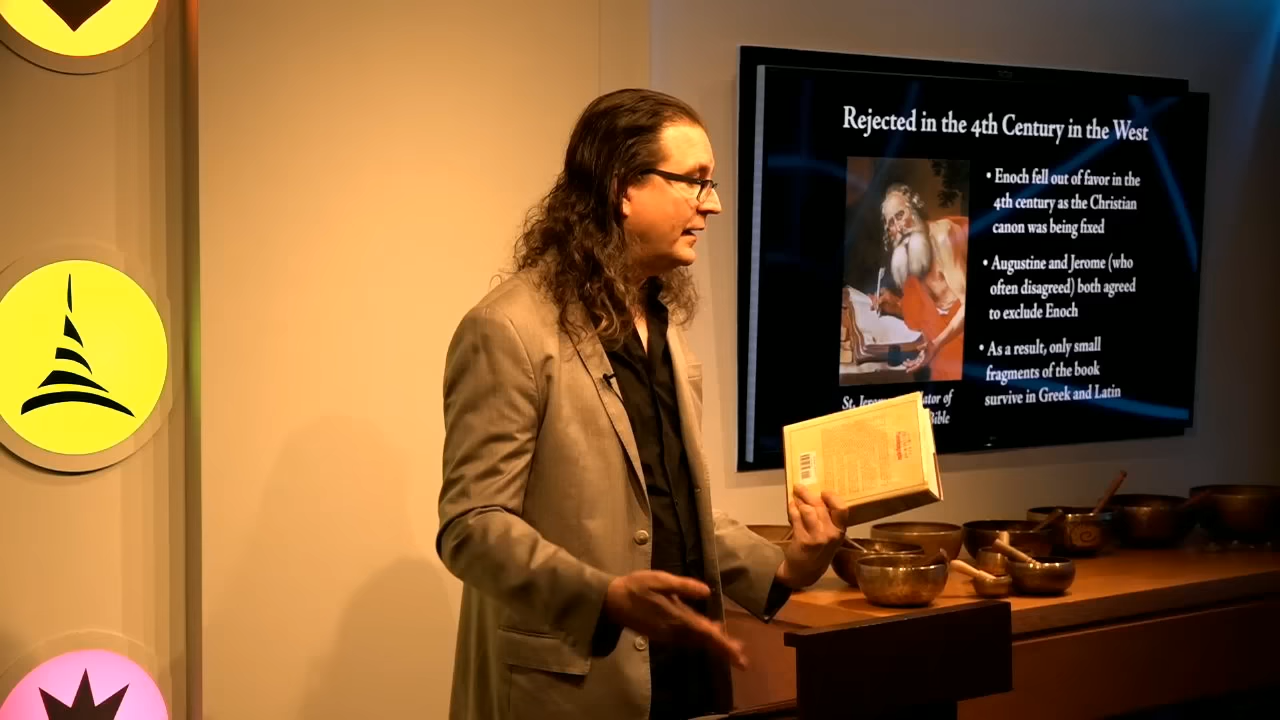 Rejected in the 4th Century in the West
• Enoch fell out of favor in the
4th century as the Christian
canon was being fixed
• Augustine and Jerome (who
often disagreed) both agreed
to exclude Enoch
• As a result, only small
fragments of the book
survive in Greek and Latin
St. of
Bible